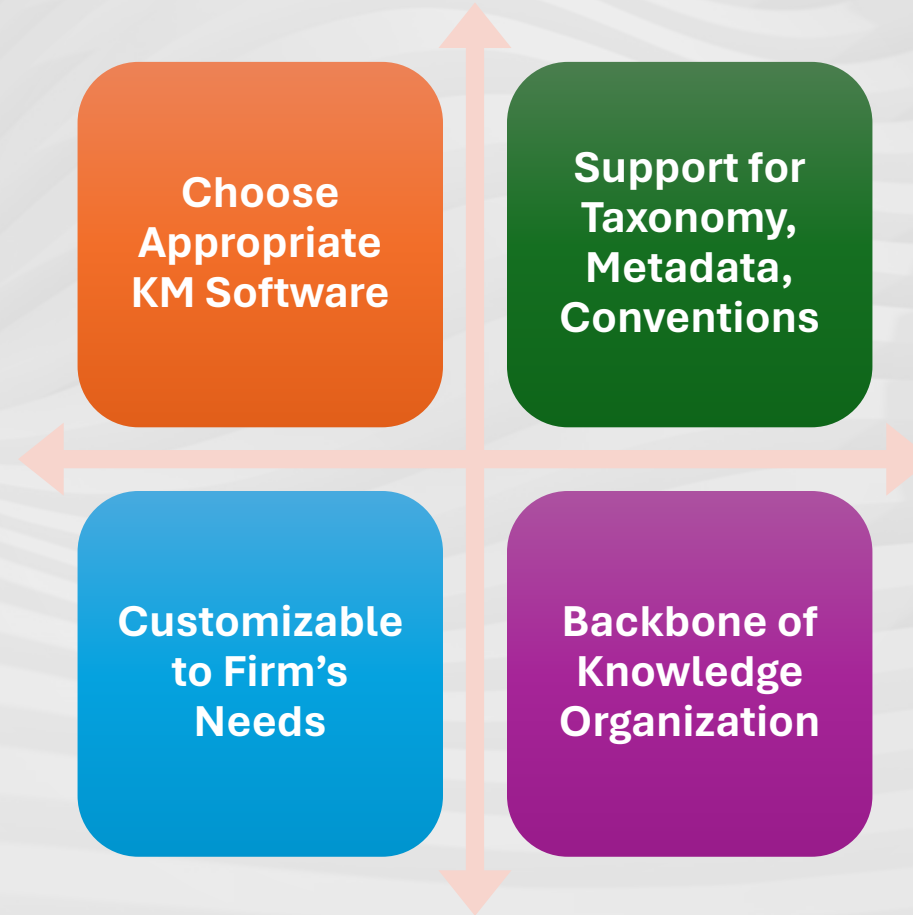 Choose
Appropriate
KM Software
Support for
Taxonomy,
Metadata,
Conventions
Customizable
to Firm’s
Needs
Backbone of
Knowledge
Organization